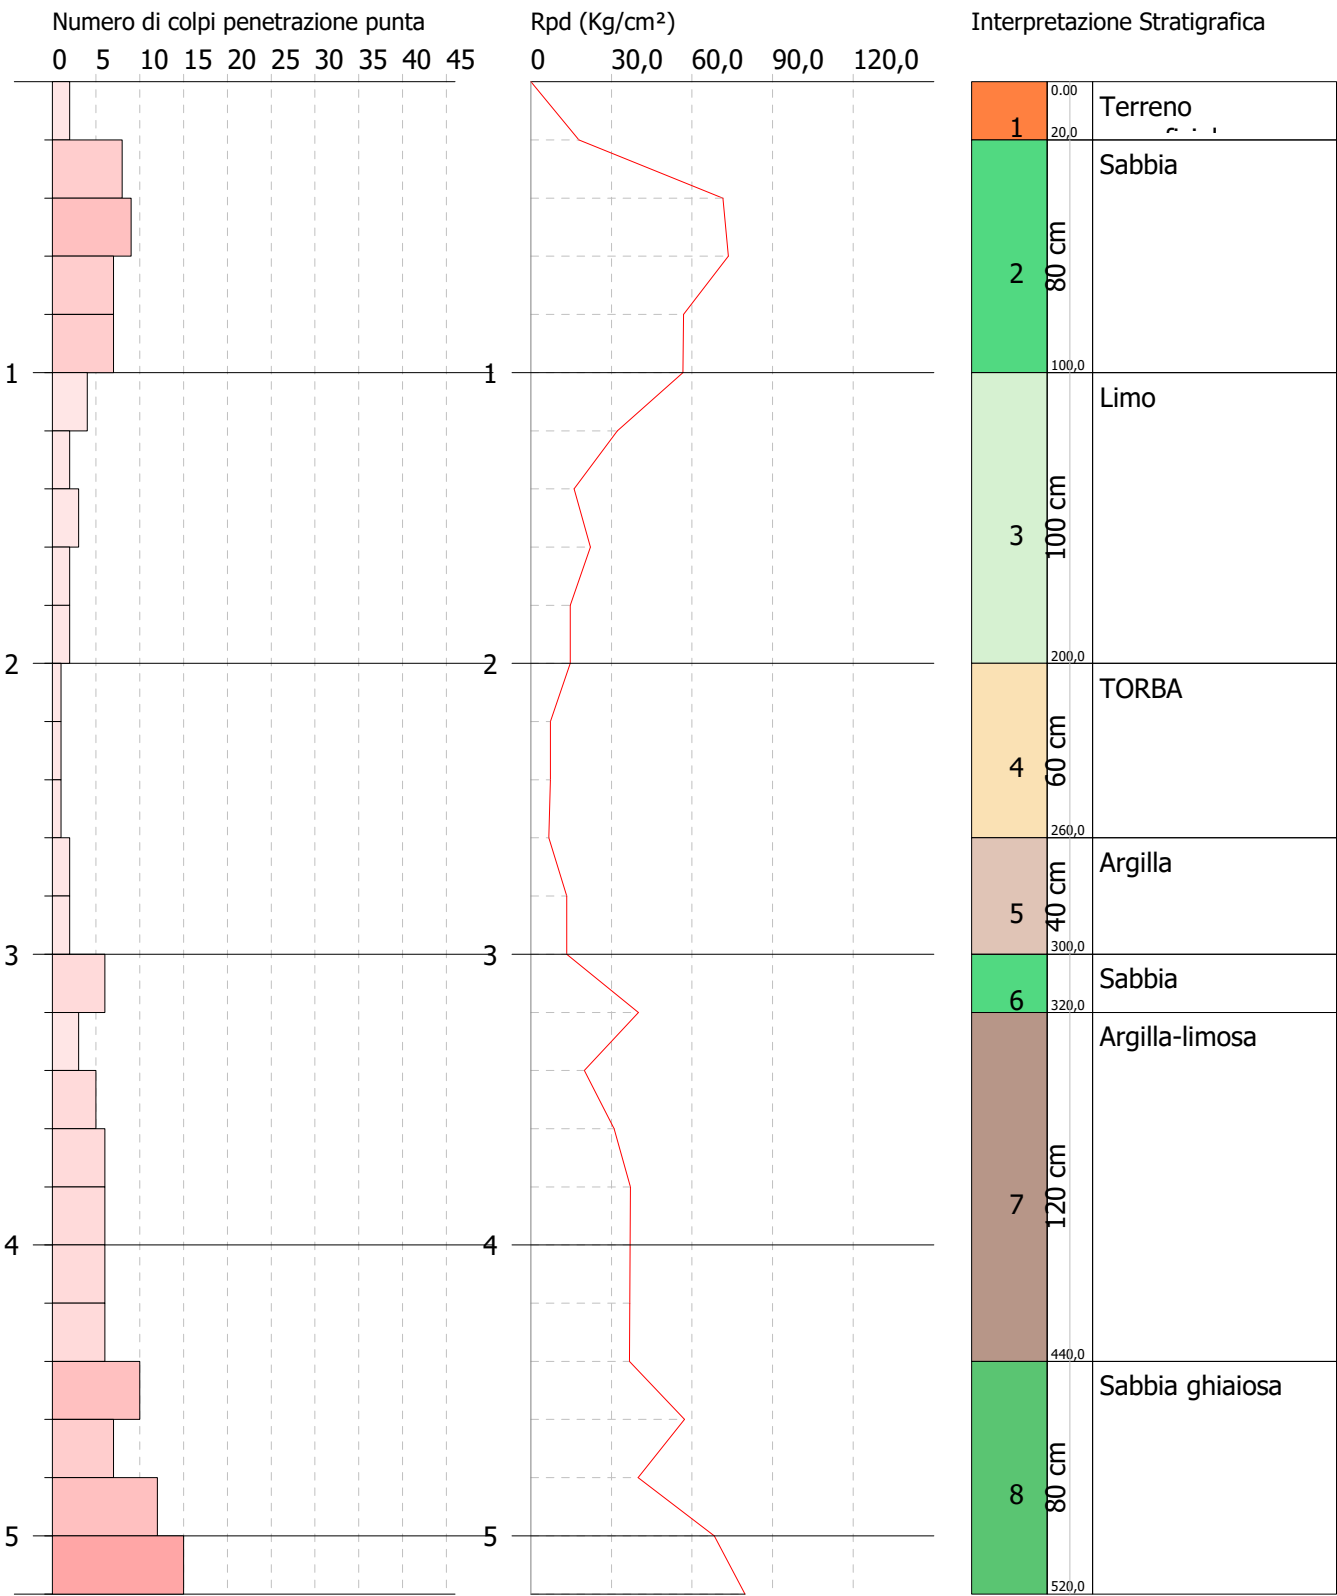 Numero di colpi penetrazione punta
Rpd (Kg/cm²)
Interpretazione Stratigrafica
0 5 10 15 20 25 30 35 40 45
0 30,0 60,0 90,0 120,0
0.00
1
20,0
Terreno
2
80 cm
100,0
Sabbia
1
1
3
100 cm
200,0
Limo
2
2
4
60 cm
260,0
TORBA
5
40 cm
300,0
Argilla
3
3
6
320,0
Sabbia
7
120 cm
440,0
Argilla-limosa
4
4
8
80 cm
520,0
Sabbia ghiaiosa
5
5